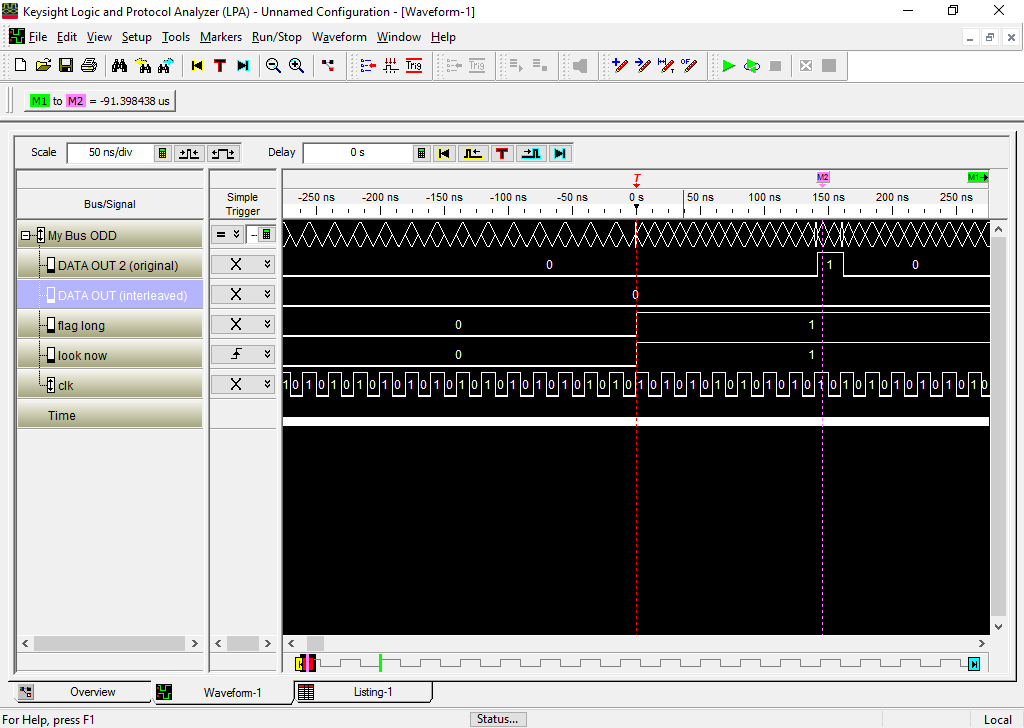 Keysight Logic and Protocol Analyzer (LPA) - Unnamed Configuration - [Waveform-1]
File Edit View Setup Tools Markers Run/Stop Waveform Window Help
T Trig Trig
M1 to M2 = -91.398438 us
Scale 50 ns/div Delay 0 s T
T M2 M1
Bus/Signal Simple Trigger -250 ns -200 ns -150 ns -100 ns -50 ns 0 s 50 ns 100 ns 150 ns 200 ns 250 ns
My Bus ODD = --
DATA OUT 2 (original) X 0 1 0
DATA OUT (interleaved) X 0
flag long X 0 1
look now 0 1
clk X 1 0 1 0 1 0 1 0 1 0 1 0 1 0 1 0 1 0 1 0 1 0 1 0 1 0 1 0 1 0 1 0 1 0 1 0 1 0 1 0 1 0 1 0 1 0 1 0 1 0 1 0 1 0 1 0
Time
Overview Waveform-1 Listing-1
For Help, press F1 Status... Local